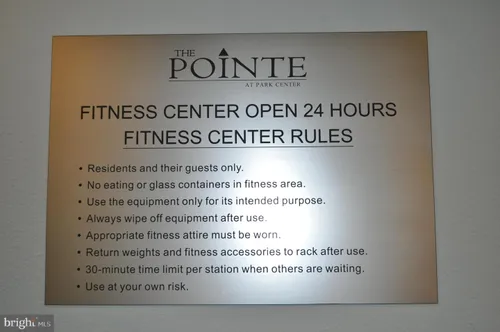 THE
POINTE
AT PARK CENTER
FITNESS CENTER OPEN 24 HOURS
FITNESS CENTER RULES
• Residents and their guests only.
• No eating or glass containers in fitness area.
• Use the equipment only for its intended purpose.
• Always wipe off equipment after use.
• Appropriate fitness attire must be worn.
• Return weights and fitness accessories to rack after use.
• 30-minute time limit per station when others are waiting.
• Use at your own risk.
bright MLS